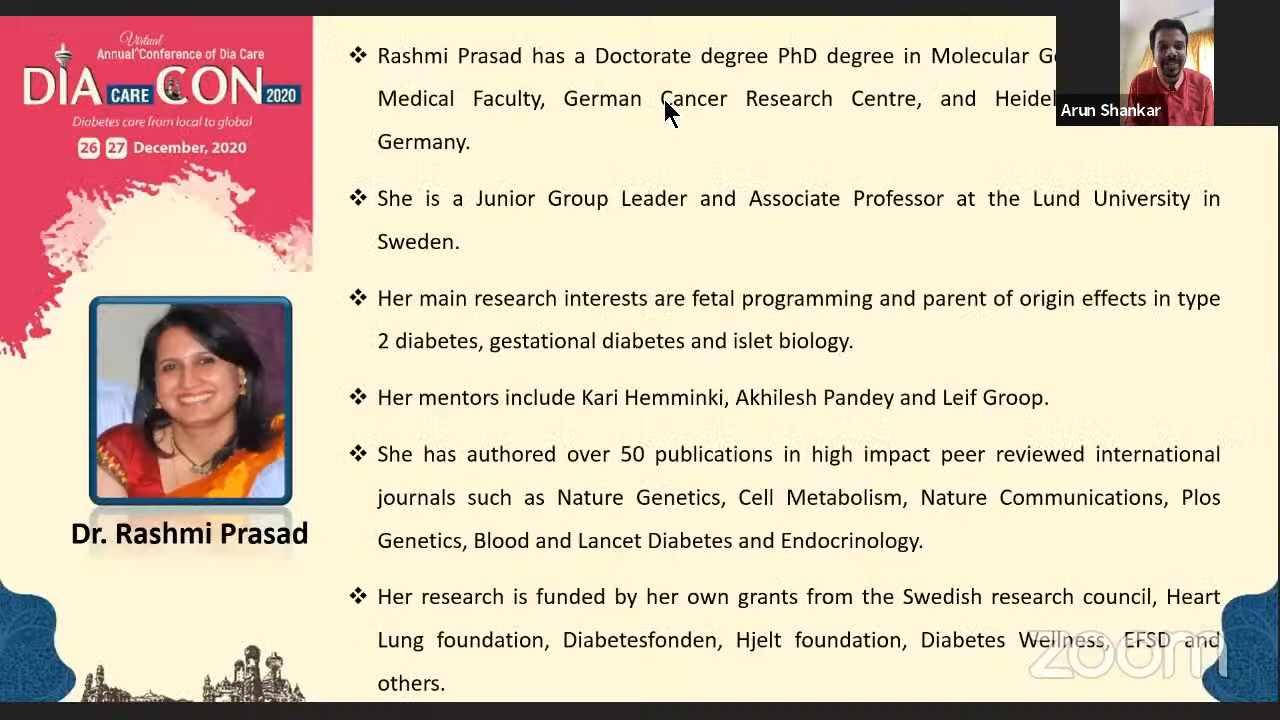 Virtual
Annual Conference of Dia Care
DIA CARE CON 2020
Diabetes care from local to global
26 27 December, 2020
Dr. Rashmi Prasad
❖ Rashmi Prasad has a Doctorate degree PhD degree in Molecular
Medical Faculty, German Cancer Research Centre, and
Germany.
❖ She is a Junior Group Leader and Associate Professor at the Lund University in
Sweden.
❖ Her main research interests are fetal programming and parent of origin effects in type
2 diabetes, gestational diabetes and islet biology.
❖ Her mentors include Kari Hemminki, Akhilesh Pandey and Leif Groop.
❖ She has authored over 50 publications in high impact peer reviewed international
journals such as Nature Genetics, Cell Metabolism, Nature Communications, Plos
Genetics, Blood and Lancet Diabetes and Endocrinology.
❖ Her research is funded by her own grants from the Swedish research council, Heart
Lung foundation, Diabetesfonden, Hjelt foundation, Diabetes Wellness, EFSD and
others.
Arun Shankar
zoom